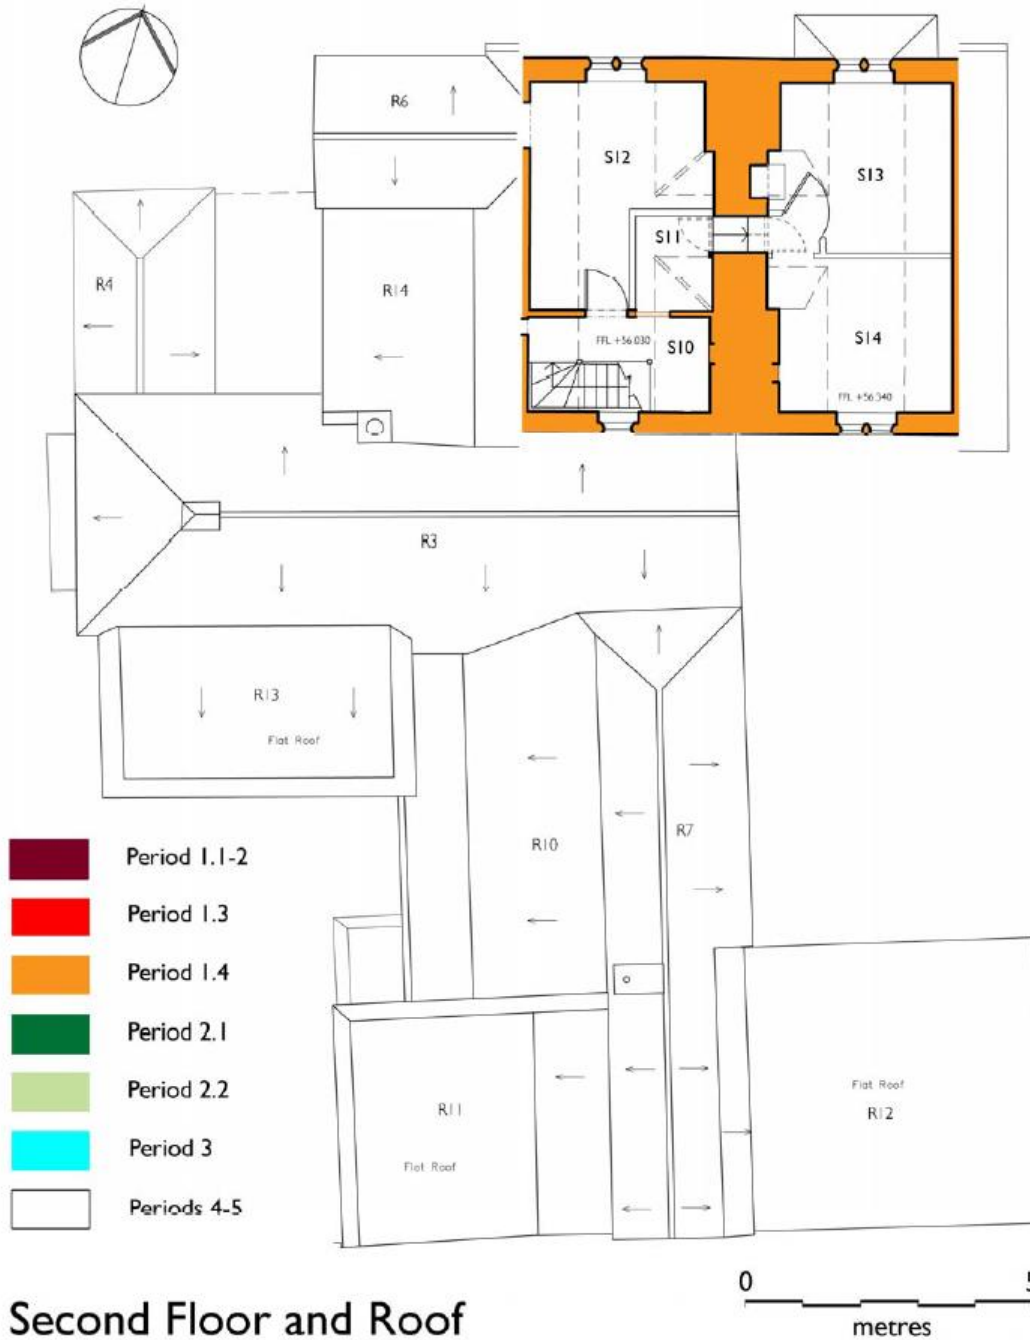 R6
S12
S13
R4
R14
S11
FFL +56.030
S10
S14
FFL +56.340
R3
R13
Flat Roof
R10
R7
Period 1.1-2
Period 1.3
Period 1.4
Period 2.1
Period 2.2
Period 3
Periods 4-5
R11
Flat Roof
Flat Roof
R12
Second Floor and Roof
0
metres